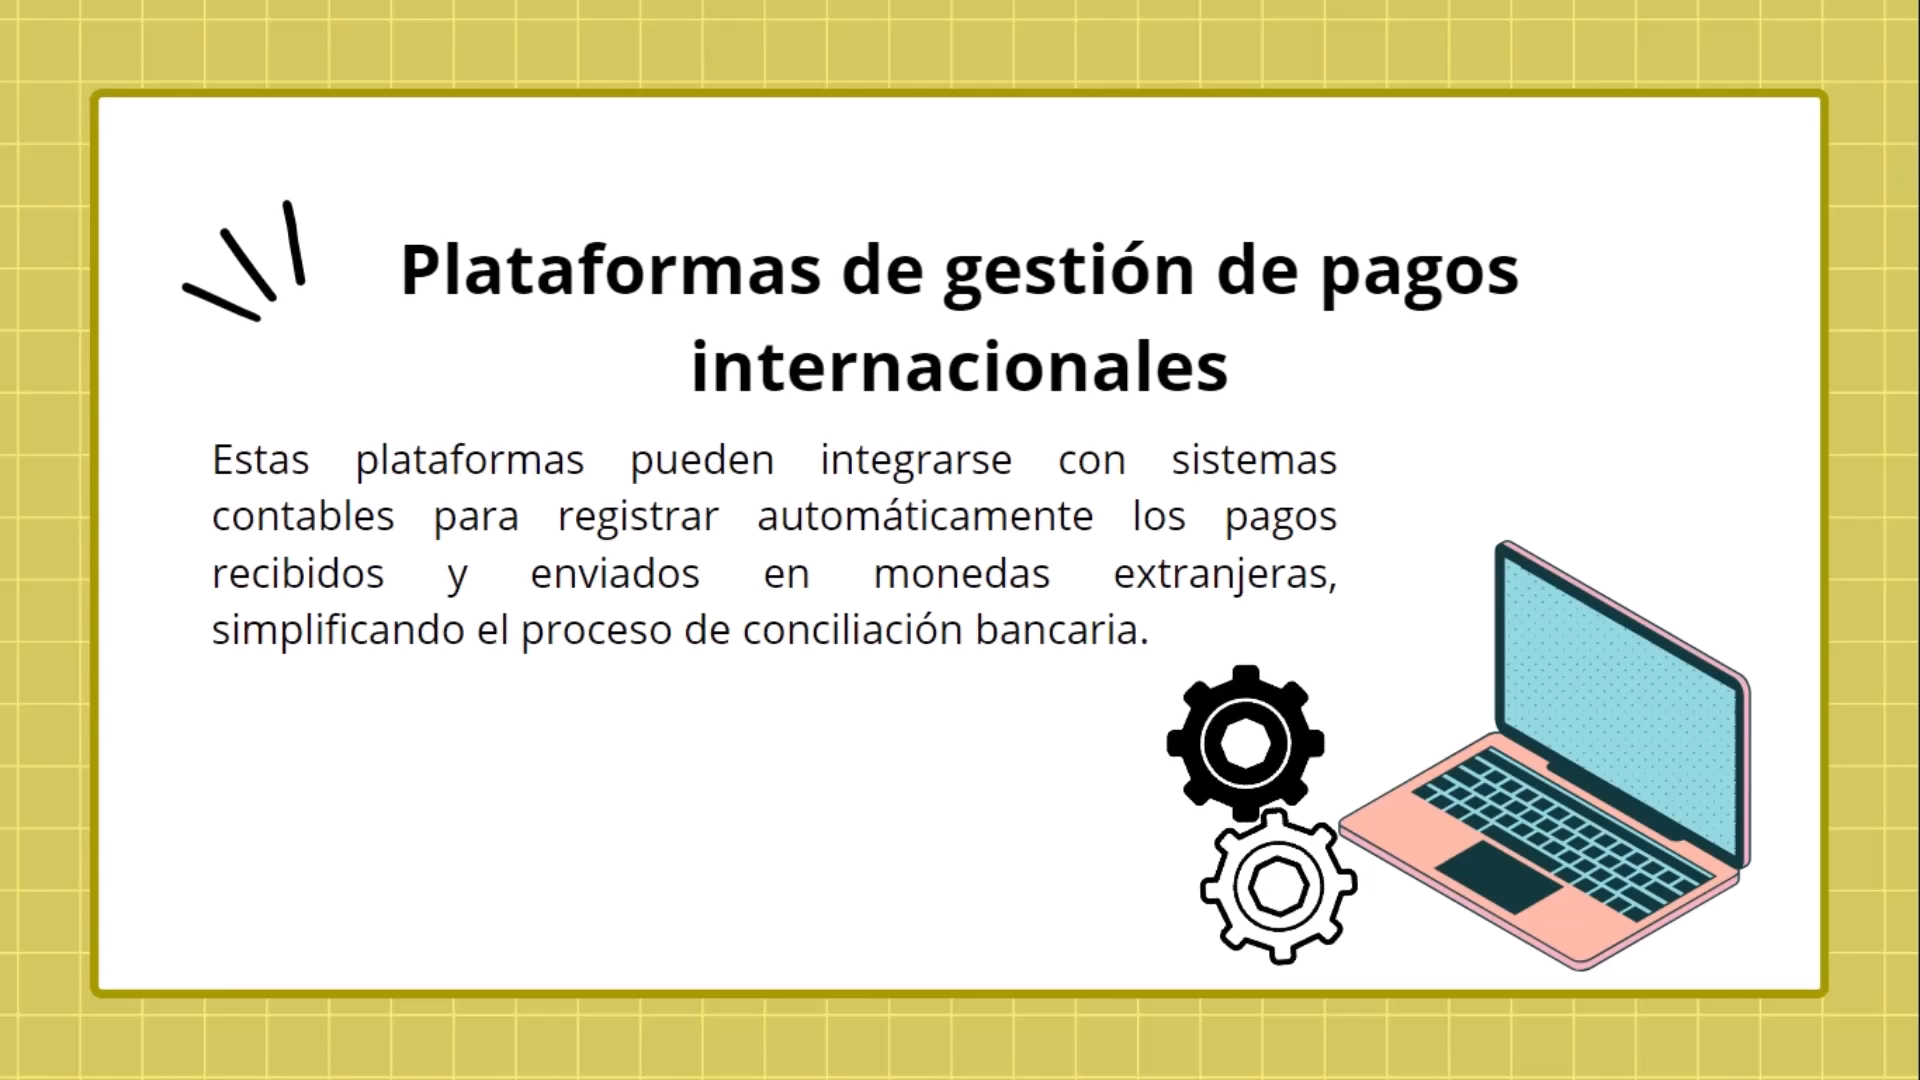 Plataformas de gestión de pagos
internacionales
Estas plataformas pueden integrarse con sistemas
contables para registrar automáticamente los pagos
recibidos y enviados en monedas extranjeras,
simplificando el proceso de conciliación bancaria.